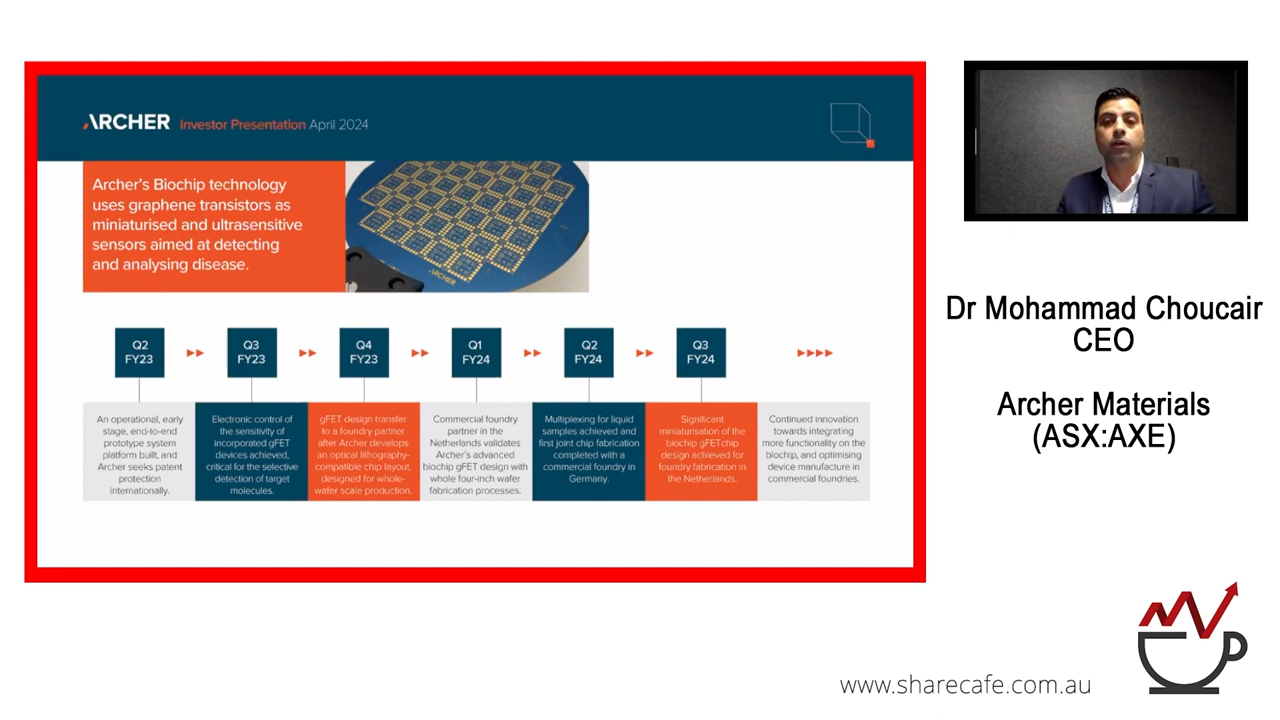 ARCHER Investor Presentation April 2024
Archer's Biochip technology
uses graphene transistors as
miniaturised and ultrasensitive
sensors aimed at detecting
and analysing disease.
ARCHER
Q2
FY23
Q3
FY23
Q4
FY23
Q1
FY24
Q2
FY24
Q3
FY24
An operational, early
stage, end-to-end
prototype system
platform built, and
Archer seeks patent
protection
internationally.
Electronic control of
the sensitivity of
incorporated gFET
devices achieved,
critical for the selective
detection of target
molecules.
gFET design transfer
to a foundry partner
after Archer develops
an optical lithography-
compatible chip layout,
designed for whole-
wafer scale production.
Commercial foundry
partner in the
Netherlands validates
Archer's advanced
biochip gFET design with
whole four-inch wafer
fabrication processes.
Multiplexing for liquid
samples achieved and
first joint chip fabrication
completed with a
commercial foundry in
Germany.
Significant
miniaturisation of the
biochip gFETchip
design achieved for
foundry fabrication in
the Netherlands.
Continued innovation
towards integrating
more functionality on the
biochip, and optimising
device manufacture in
commercial foundries.
Dr Mohammad Choucair
CEO
Archer Materials
(ASX:AXE)
www.sharecafe.com.au